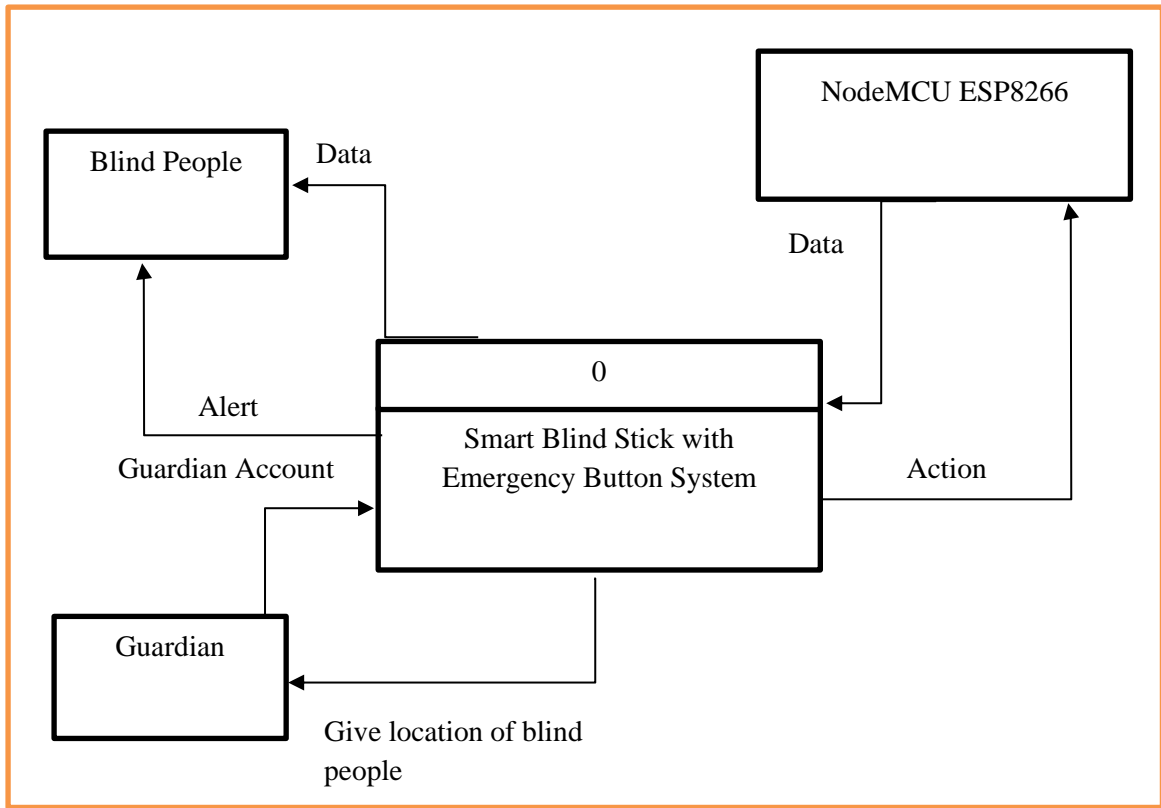 NodeMCU ESP8266
Blind People
Data
Data
0
Smart Blind Stick with
Emergency Button System
Alert
Guardian Account
Action
Guardian
Give location of blind
people